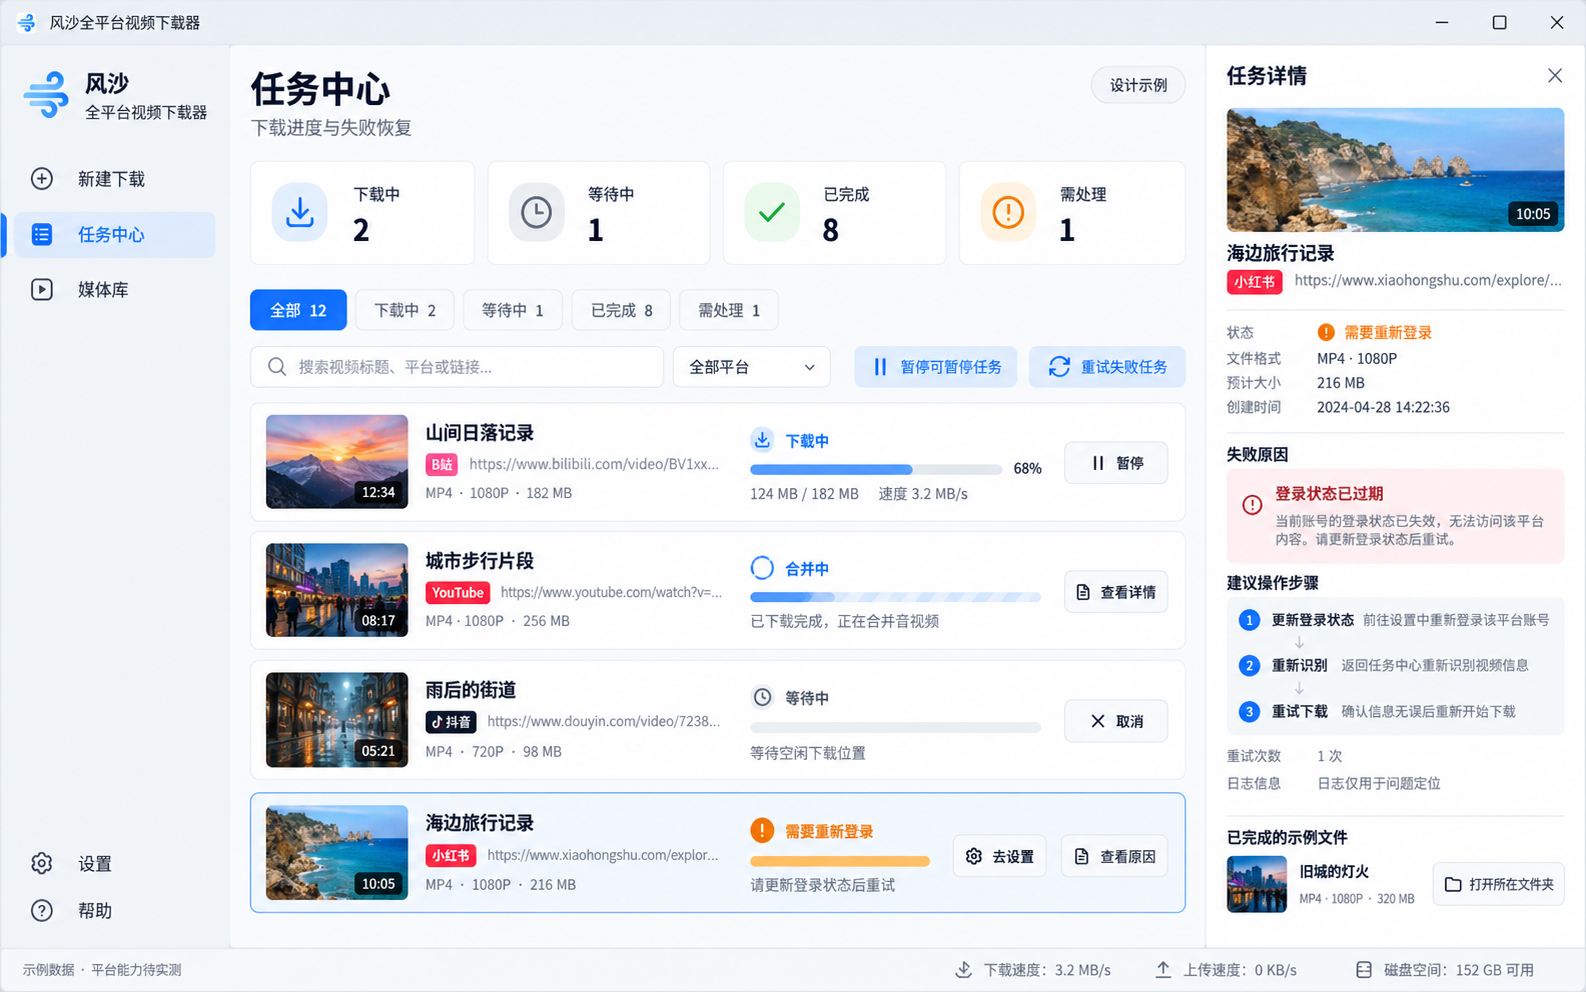 风沙全平台视频下载器
风沙
全平台视频下载器
新建下载
任务中心
媒体库
设置
帮助
任务中心
下载进度与失败恢复
设计示例
下载中
2
等待中
1
已完成
8
需处理
1
全部 12
下载中 2
等待中 1
已完成 8
需处理 1
搜索视频标题、平台或链接...
全部平台
暂停可暂停任务
重试失败任务
12:34
山间日落记录
B站 https://www.bilibili.com/video/BV1xx...
MP4 · 1080P · 182 MB
下载中
68%
124 MB / 182 MB 速度 3.2 MB/s
暂停
08:17
城市步行片段
YouTube https://www.youtube.com/watch?v=...
MP4 · 1080P · 256 MB
合并中
已下载完成，正在合并音视频
查看详情
05:21
雨后的街道
抖音 https://www.douyin.com/video/7238...
MP4 · 720P · 98 MB
等待中
等待空闲下载位置
取消
10:05
海边旅行记录
小红书 https://www.xiaohongshu.com/explor...
MP4 · 1080P · 216 MB
需要重新登录
请更新登录状态后重试
去设置
查看原因
任务详情
10:05
海边旅行记录
小红书 https://www.xiaohongshu.com/explore/...
状态 需要重新登录
文件格式 MP4 · 1080P
预计大小 216 MB
创建时间 2024-04-28 14:22:36
失败原因
登录状态已过期
当前账号的登录状态已失效，无法访问该平台
内容。请更新登录状态后重试。
建议操作步骤
1 更新登录状态 前往设置中重新登录该平台账号
2 重新识别 返回任务中心重新识别视频信息
3 重试下载 确认信息无误后重新开始下载
重试次数 1 次
日志信息 日志仅用于问题定位
已完成的示例文件
旧城的灯火
MP4 · 1080P · 320 MB
打开所在文件夹
示例数据 · 平台能力待实测
下载速度：3.2 MB/s
上传速度：0 KB/s
磁盘空间：152 GB 可用